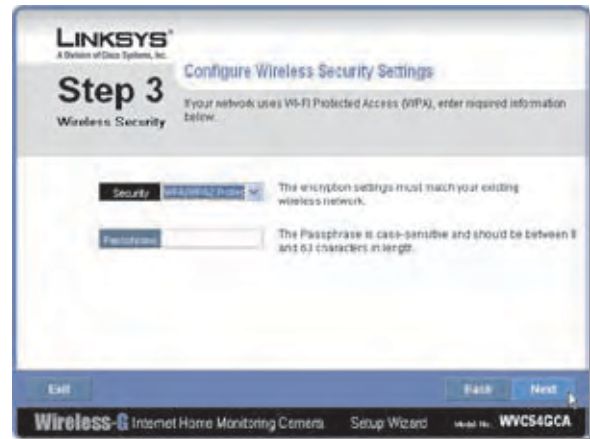 LINKSYS®
A Division of Cisco Systems, Inc.
Step 3
Wireless Security
Configure Wireless Security Settings
If your network uses Wi-Fi Protected Access (WPA), enter required information
below.
Security
The encryption settings must match your existing
wireless network.
Passphrase
The Passphrase is case-sensitive and should be between 8
and 63 characters in length.
Exit
Back
Next
Wireless-G Internet Home Monitoring Camera
Setup Wizard
Model No.
WVC54GCA